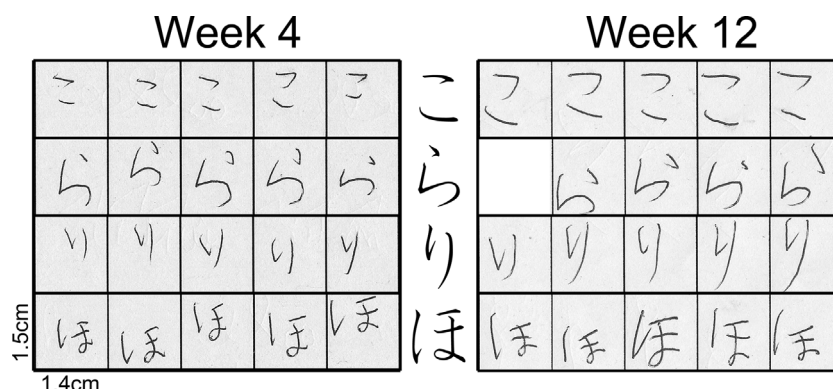 Week 4 Week 12
こ こ こ こ こ こ こ こ こ こ こ
ら ら ら ら ら ら ら ら ら ら
り り り り り り り り り り り
ほ ほ ほ ほ ほ ほ ほ ほ ほ ほ ほ
1.5cm
1.4cm